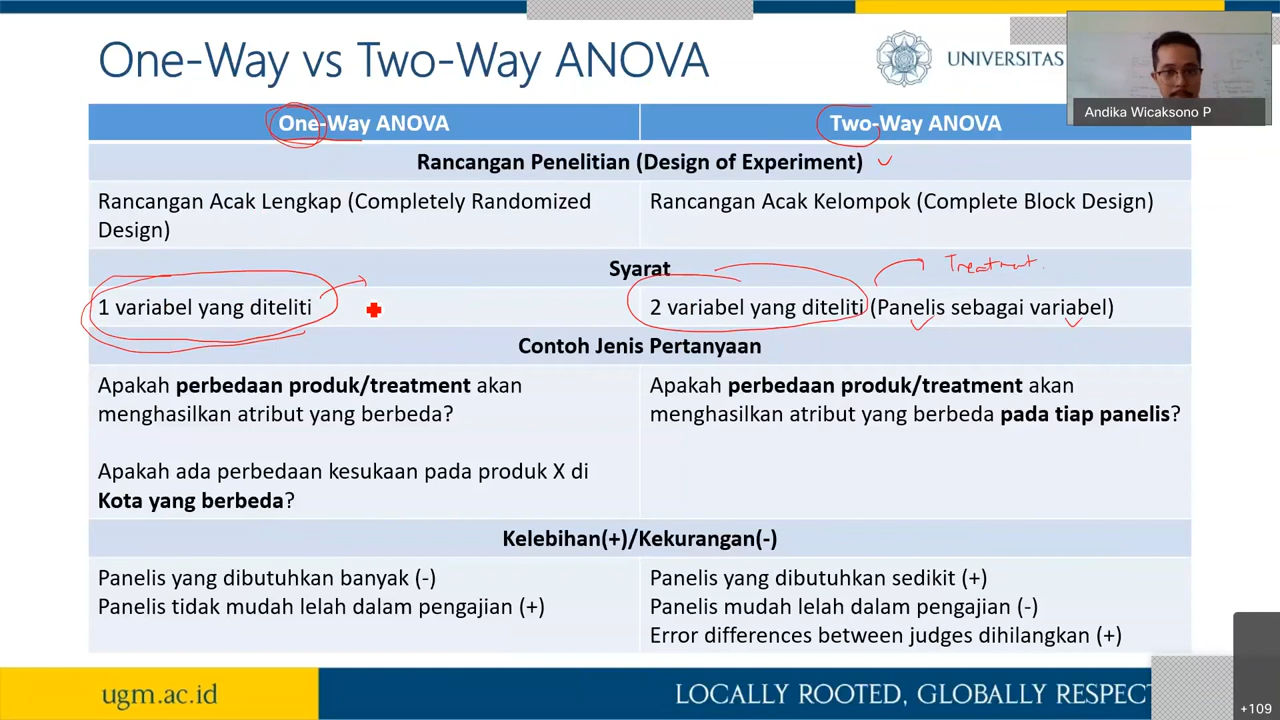 One-Way vs Two-Way ANOVA
UNIVERSITAS
Andika Wicaksono P
One-Way ANOVA
Two-Way ANOVA
Rancangan Penelitian (Design of Experiment)
Rancangan Acak Lengkap (Completely Randomized
Design)
Rancangan Acak Kelompok (Complete Block Design)
Syarat
Treatment
1 variabel yang diteliti
2 variabel yang diteliti (Panelis sebagai variabel)
Contoh Jenis Pertanyaan
Apakah perbedaan produk/treatment akan
menghasilkan atribut yang berbeda?
Apakah ada perbedaan kesukaan pada produk X di
Kota yang berbeda?
Apakah perbedaan produk/treatment akan
menghasilkan atribut yang berbeda pada tiap panelis?
Kelebihan(+)/Kekurangan(-)
Panelis yang dibutuhkan banyak (-)
Panelis tidak mudah lelah dalam pengajian (+)
Panelis yang dibutuhkan sedikit (+)
Panelis mudah lelah dalam pengajian (-)
Error differences between judges dihilangkan (+)
ugm.ac.id
LOCALLY ROOTED, GLOBALLY RESPECT
+109